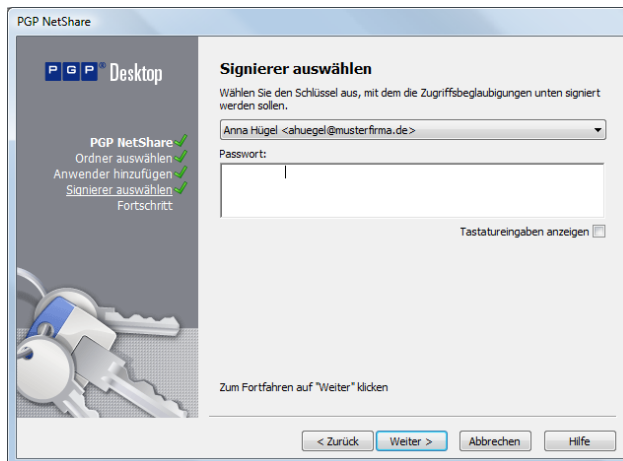 PGP NetShare
PGP® Desktop
PGP NetShare
Ordner auswählen
Anwender hinzufügen
Signierer auswählen
Fortschritt
Signierer auswählen
Wählen Sie den Schlüssel aus, mit dem die Zugriffsbeglaubigungen unten signiert
werden sollen.
Anna Hügel <ahuegel@musterfirma.de>
Passwort:
Tastatureingaben anzeigen
Zum Fortfahren auf "Weiter" klicken
< Zurück
Weiter >
Abbrechen
Hilfe